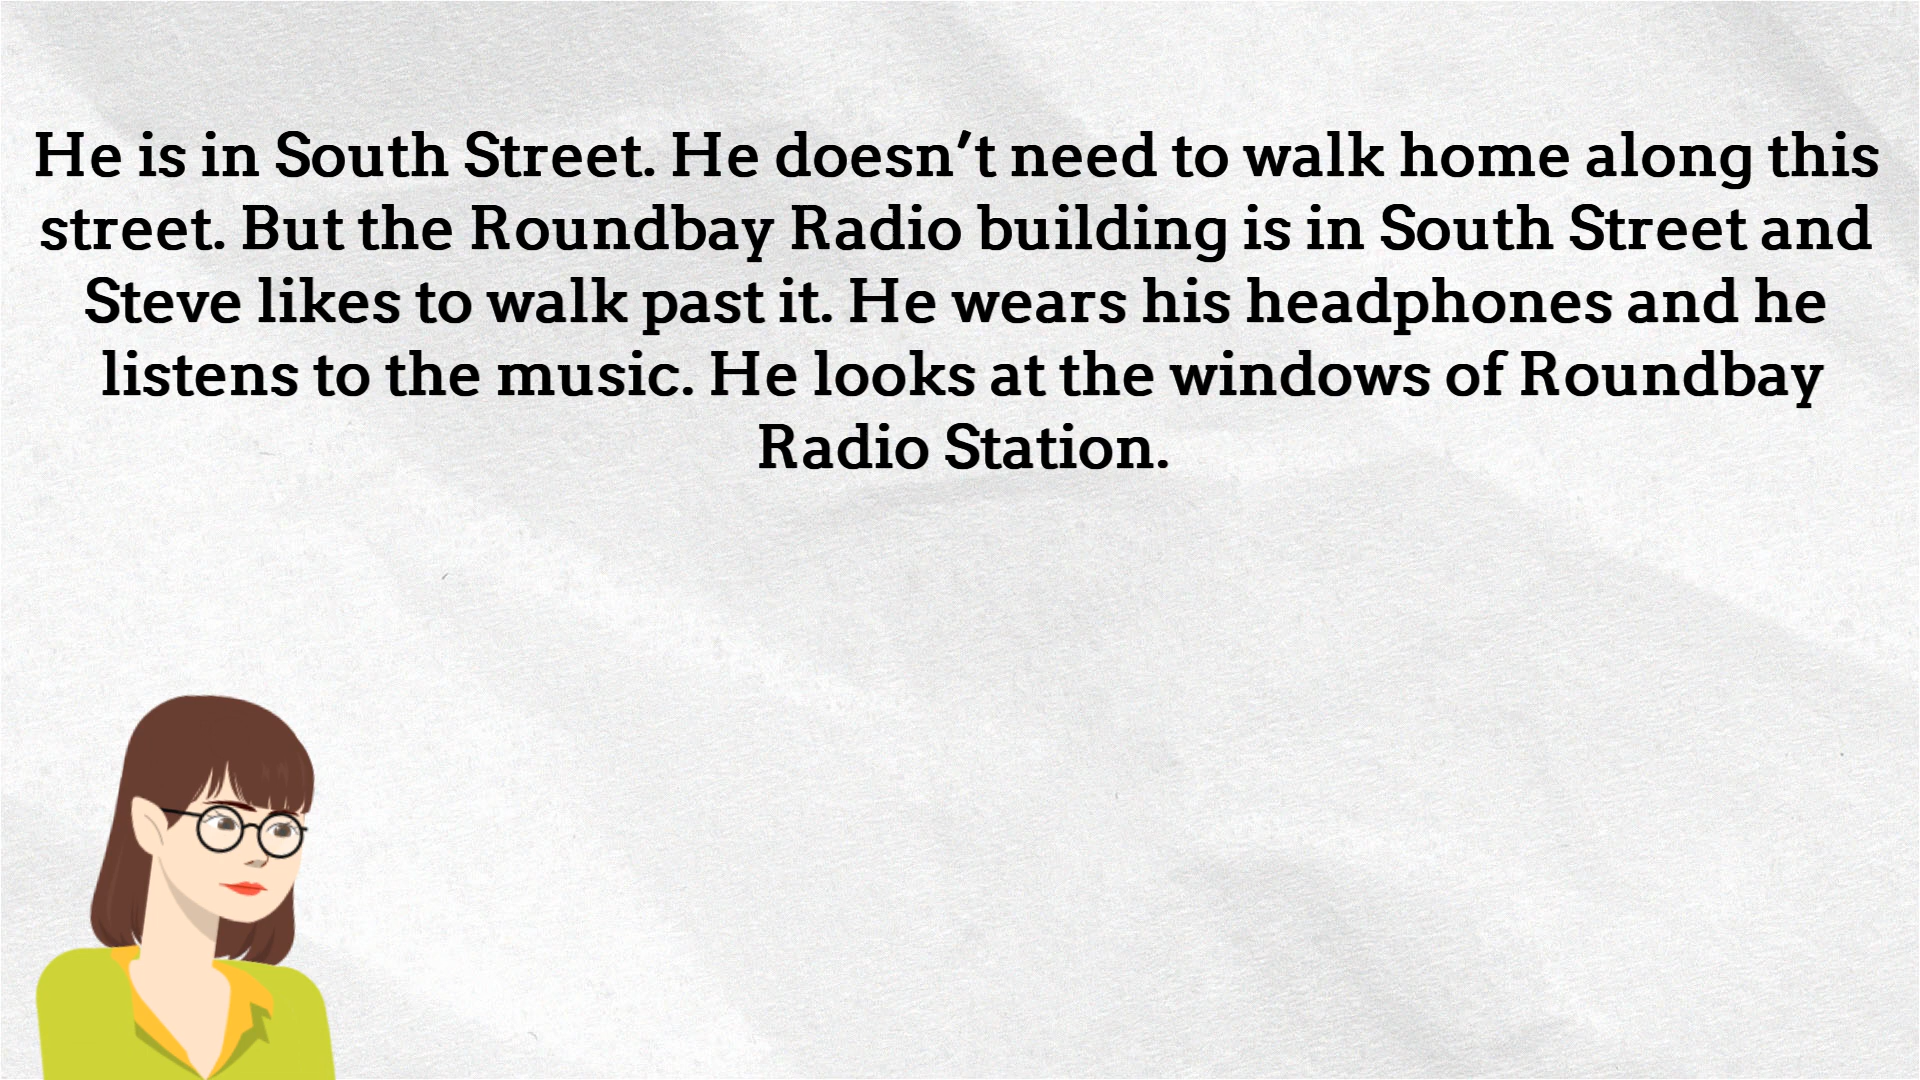 He is in South Street. He doesn’t need to walk home along this
street. But the Roundbay Radio building is in South Street and
Steve likes to walk past it. He wears his headphones and he
listens to the music. He looks at the windows of Roundbay
Radio Station.